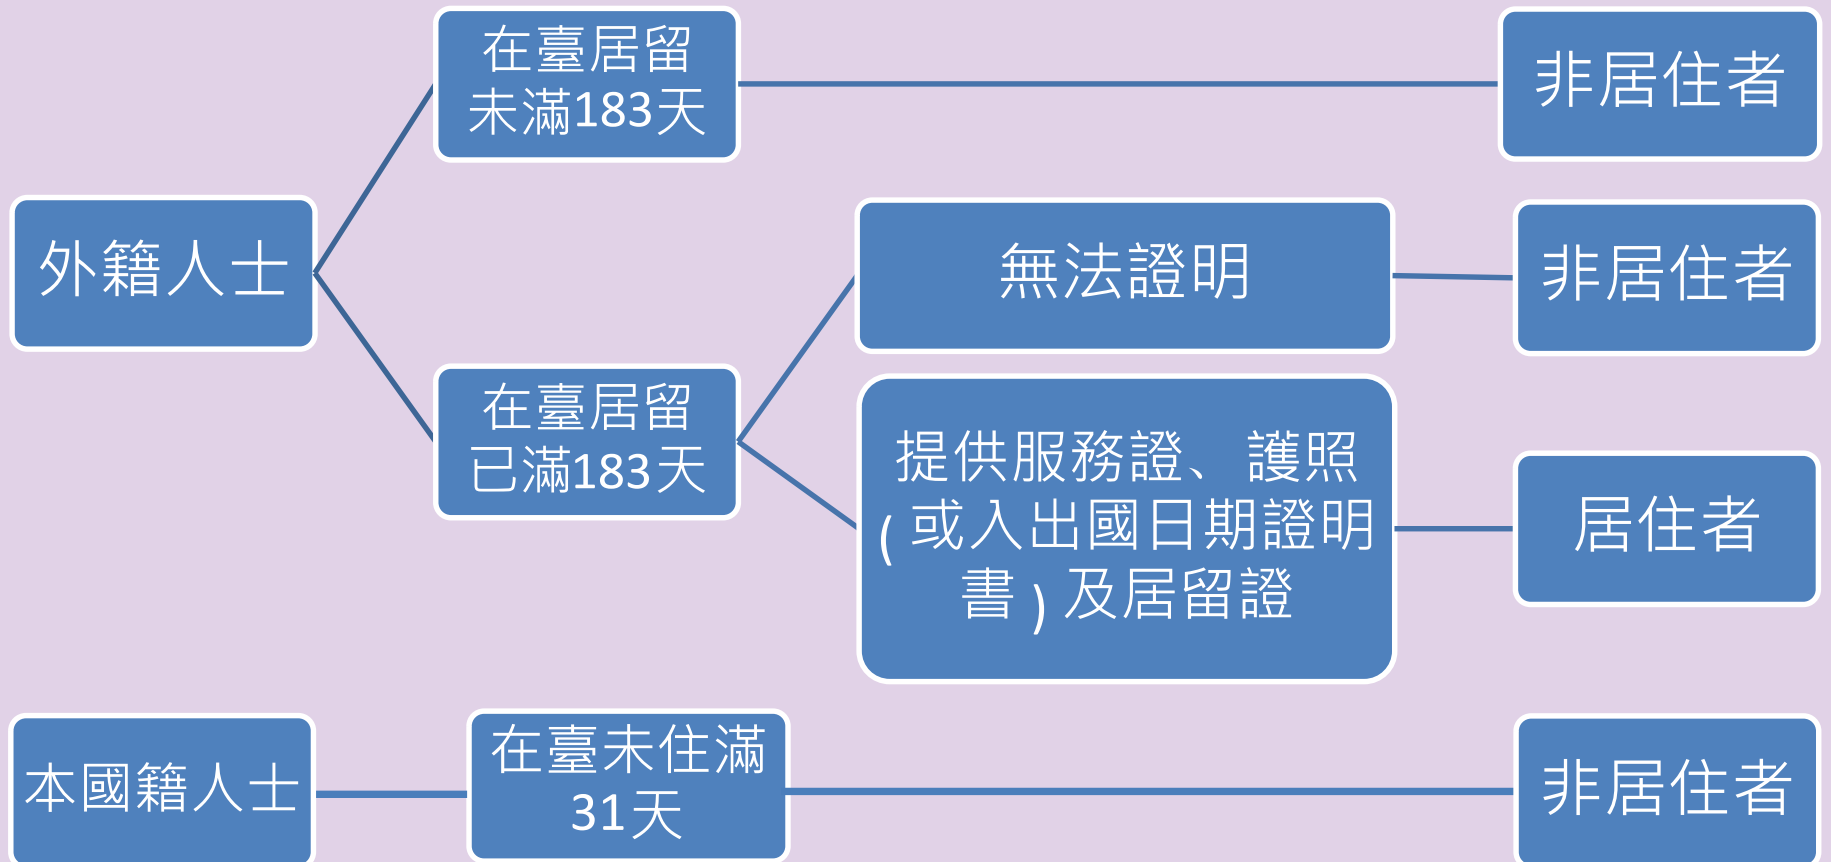 在臺居留
未滿183天
非居住者
外籍人士
無法證明
非居住者
在臺居留
已滿183天
提供服務證、護照
(或入出國日期證明
書)及居留證
居住者
本國籍人士
在臺未住滿
31天
非居住者